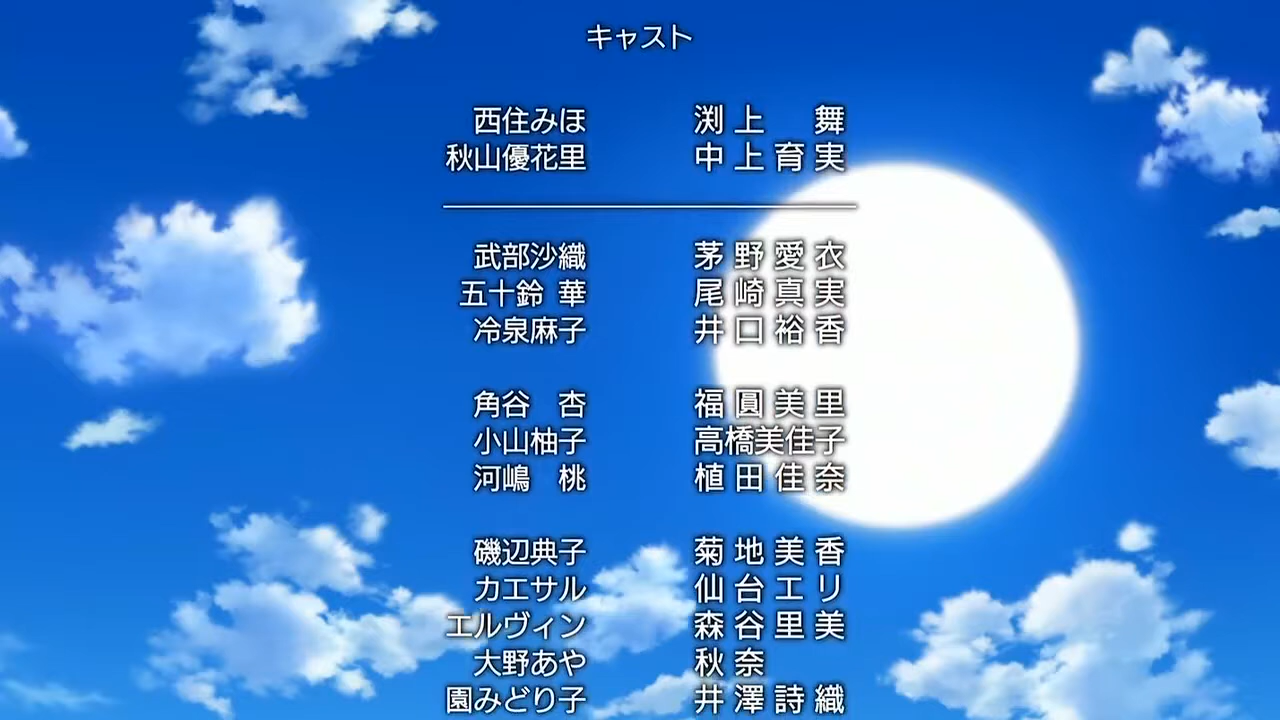 キャスト
西住みほ 渕上 舞
秋山優花里 中上育実
武部沙織 茅野愛衣
五十鈴 華 尾崎真実
冷泉麻子 井口裕香
角谷 杏 福圓美里
小山柚子 高橋美佳子
河嶋 桃 植田佳奈
磯辺典子 菊地美香
カエサル 仙台エリ
エルヴィン 森谷里美
大野あや 秋奈
園みどり子 井澤詩織